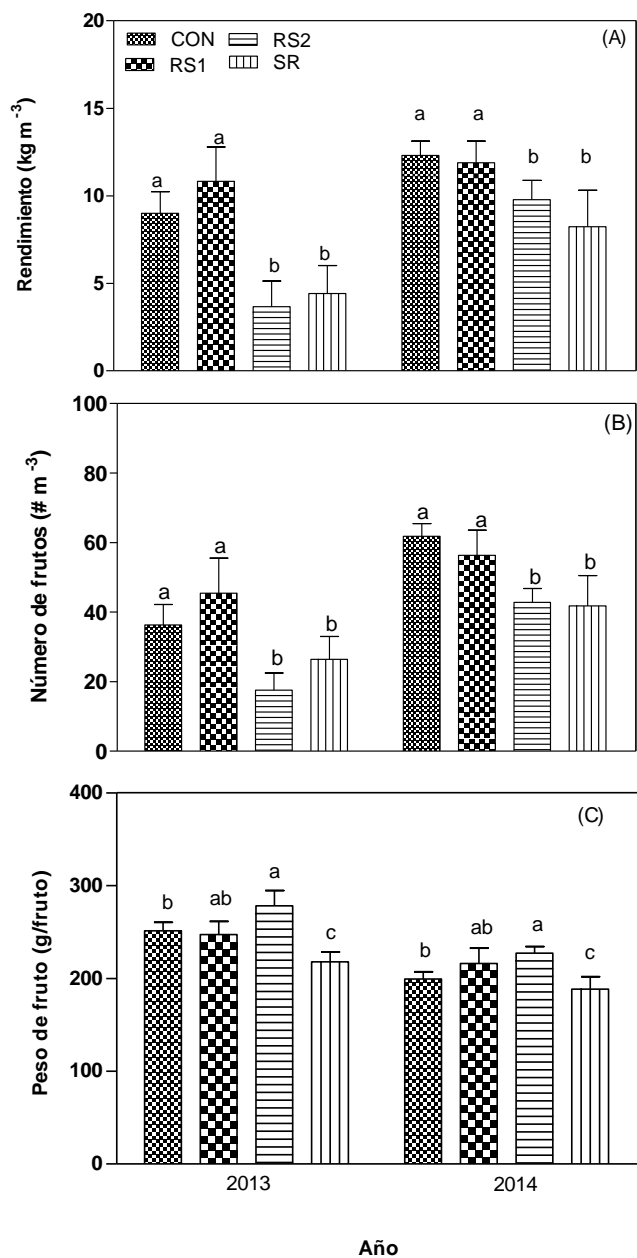 20
15
10
5
0
Rendimiento (kg m⁻³)
CON
RS2
RS1
SR
(A)
a
a
b
b
a
a
b
b
100
80
60
40
20
0
Número de frutos (# m⁻³)
(B)
a
a
b
b
a
a
b
b
400
300
200
100
0
Peso de fruto (g/fruto)
(C)
b
ab
a
c
b
ab
a
c
2013
2014
Año